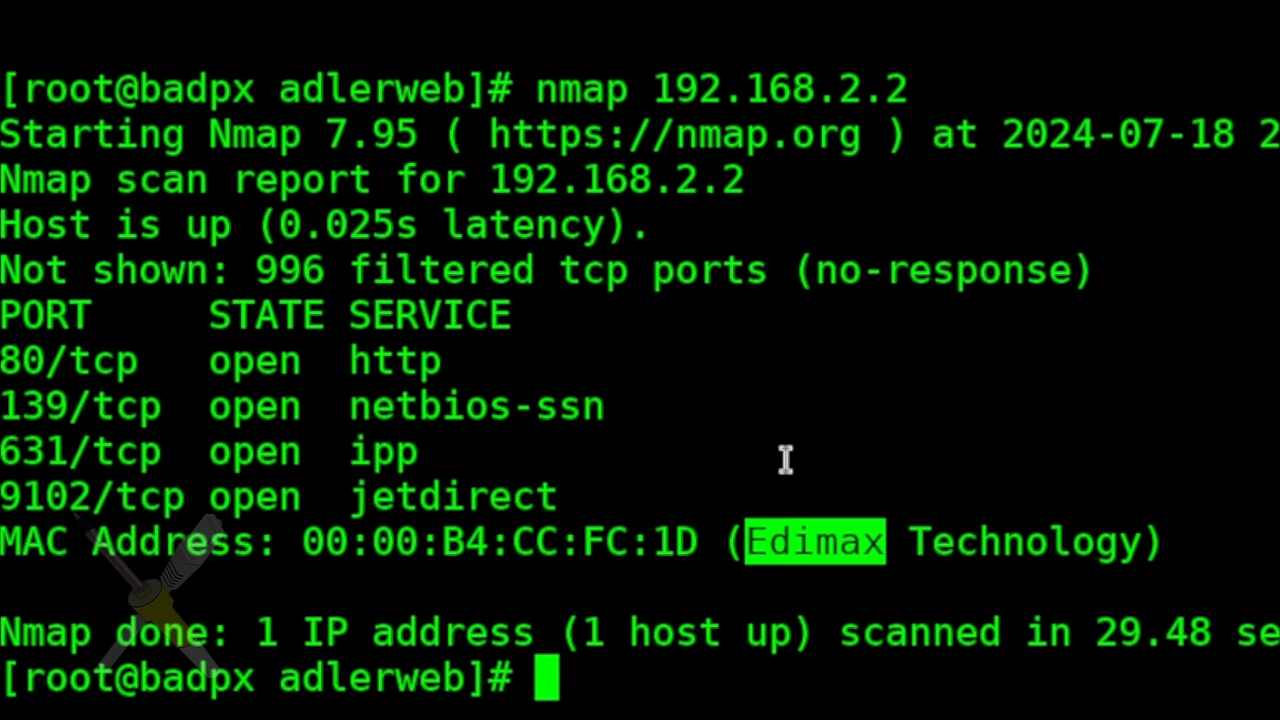 [root@badpx adlerweb]# nmap 192.168.2.2
Starting Nmap 7.95 ( https://nmap.org ) at 2024-07-18 2
Nmap scan report for 192.168.2.2
Host is up (0.025s latency).
Not shown: 996 filtered tcp ports (no-response)
PORT     STATE SERVICE
80/tcp   open  http
139/tcp  open  netbios-ssn
631/tcp  open  ipp
9102/tcp open  jetdirect
MAC Address: 00:00:B4:CC:FC:1D (Edimax Technology)
Nmap done: 1 IP address (1 host up) scanned in 29.48 se
[root@badpx adlerweb]#